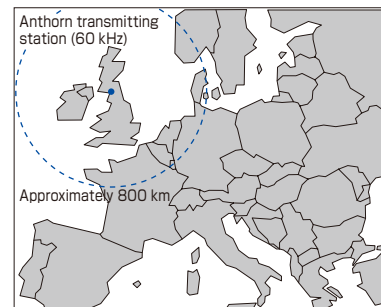 Anthorn transmitting
station (60 kHz)
Approximately 800 km